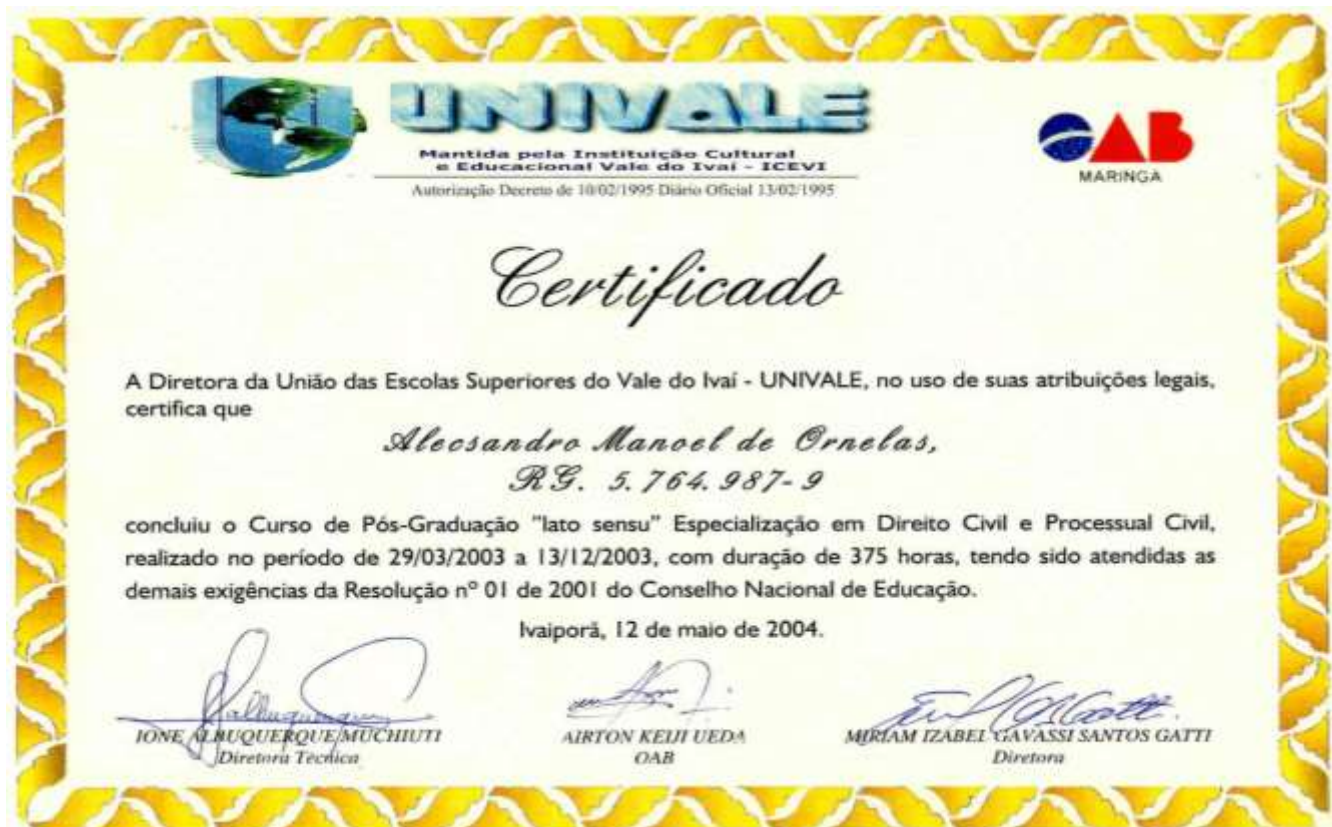 UNIVALE
Mantida pela Instituição Cultural
e Educacional Vale do Ivaí - ICEVI
Autorização Decreto de 10/02/1995 Diário Oficial 13/02/1995
OAB
MARINGA
Certificado
A Diretora da União das Escolas Superiores do Vale do Ivaí - UNIVALE, no uso de suas atribuições legais,
certifica que
Alecsandro Manoel de Ornelas,
RG. 5.764.987-9
concluiu o Curso de Pós-Graduação "lato sensu" Especialização em Direito Civil e Processual Civil,
realizado no período de 29/03/2003 a 13/12/2003, com duração de 375 horas, tendo sido atendidas as
demais exigências da Resolução nº 01 de 2001 do Conselho Nacional de Educação.
Ivaiporã, 12 de maio de 2004.
IONE ALBUQUERQUE MUCHIUTI
Diretora Técnica
AIRTON KEIJI UEDA
OAB
MIRIAM IZABEL GAVASSI SANTOS GATTI
Diretora